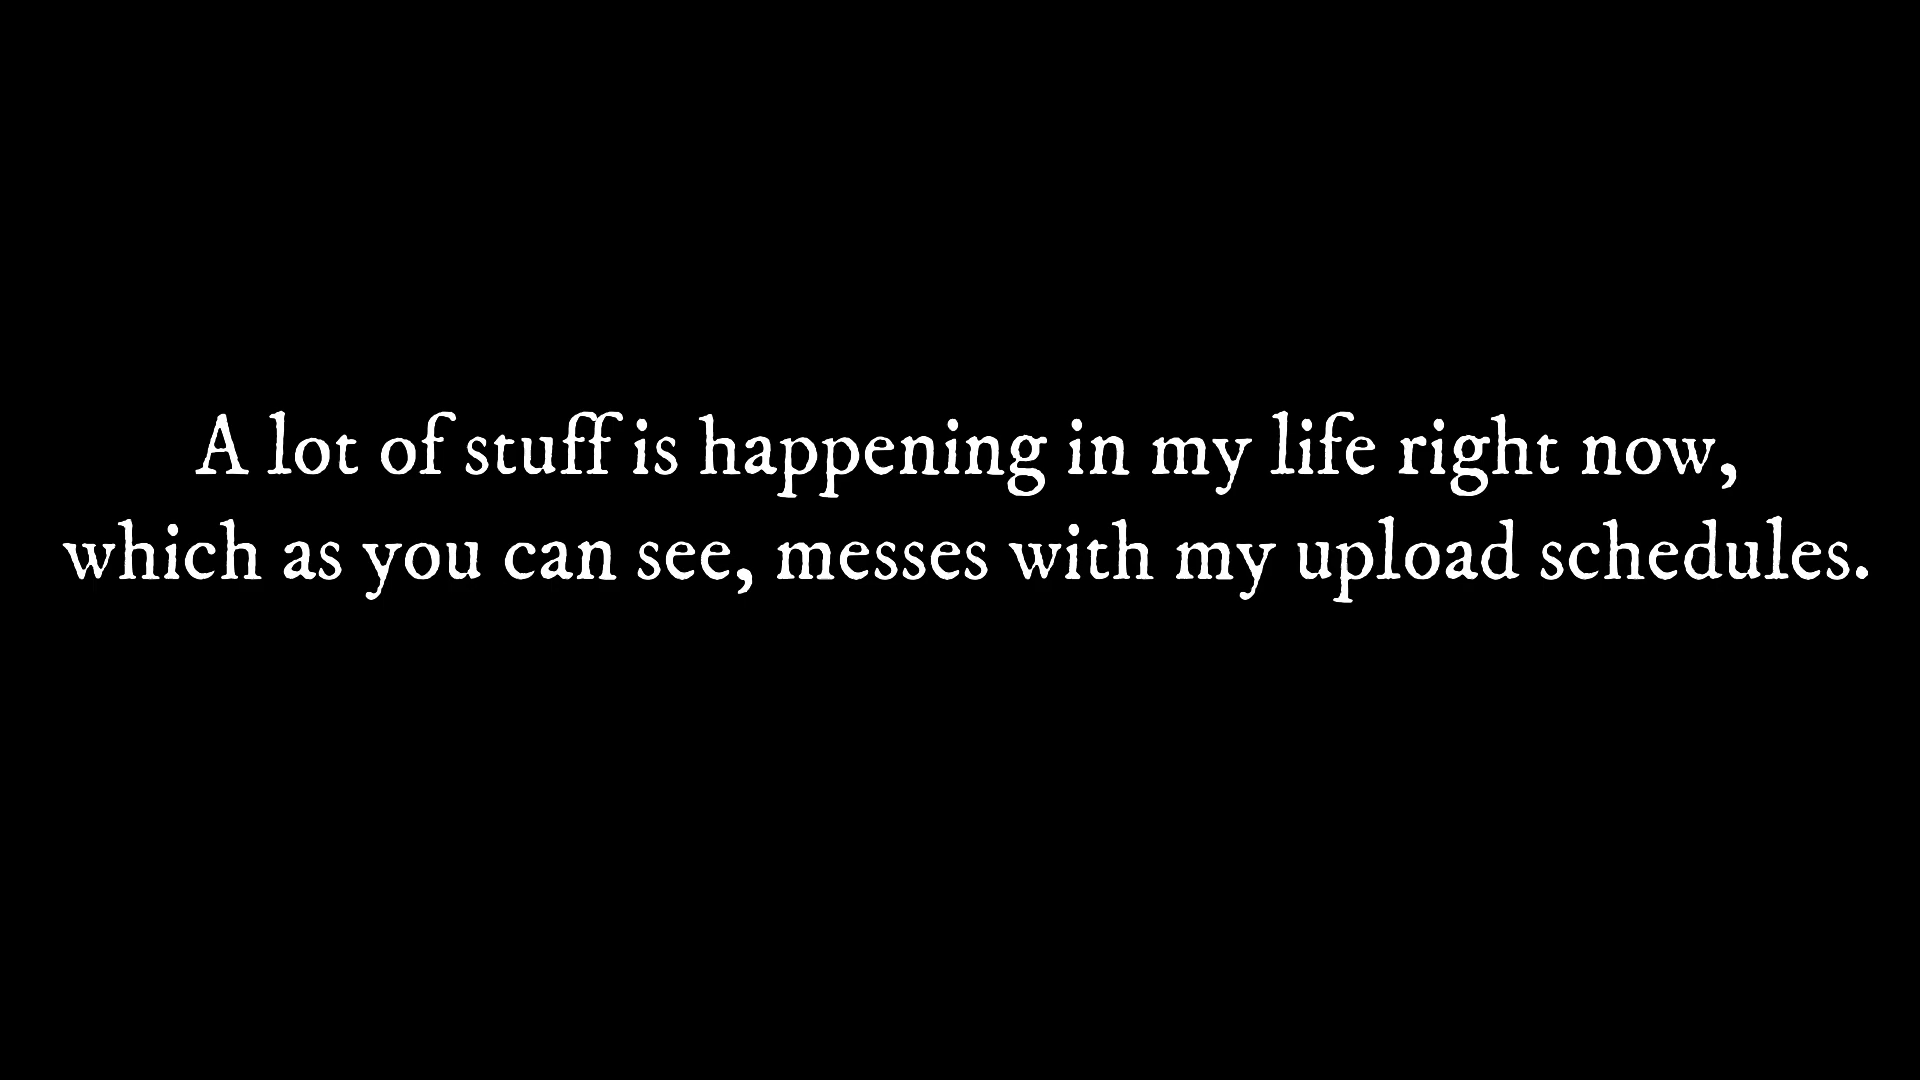 A lot of stuff is happening in my life right now,
which as you can see, messes with my upload schedules.